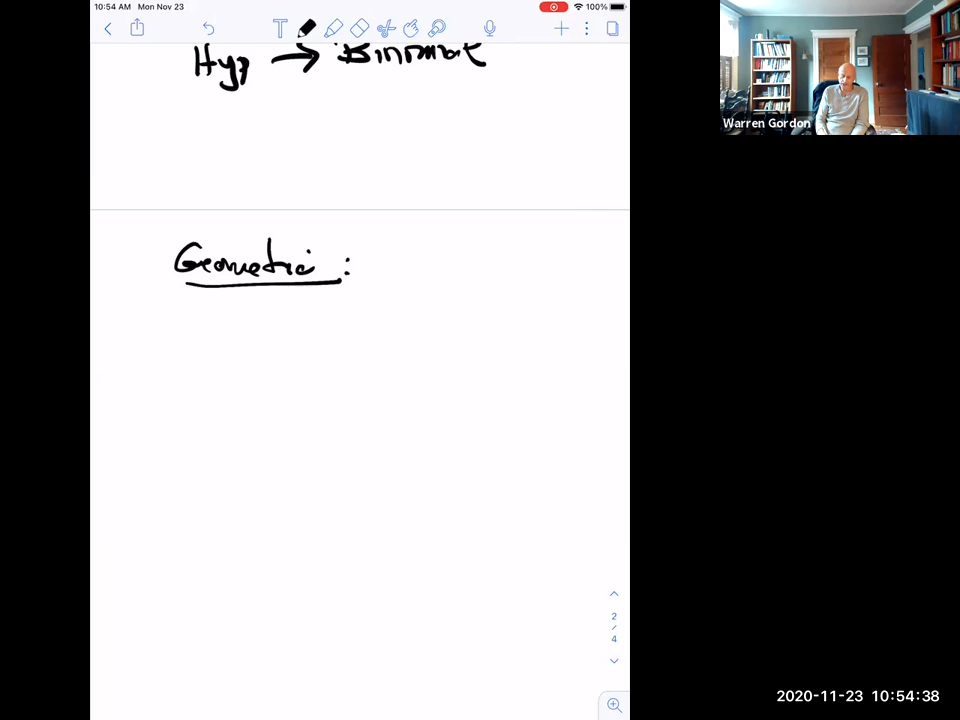 10:54 AM Mon Nov 23
100%
T
Hyp → Binomial
Geometric :
2
/
4
Warren Gordon
2020-11-23 10:54:38